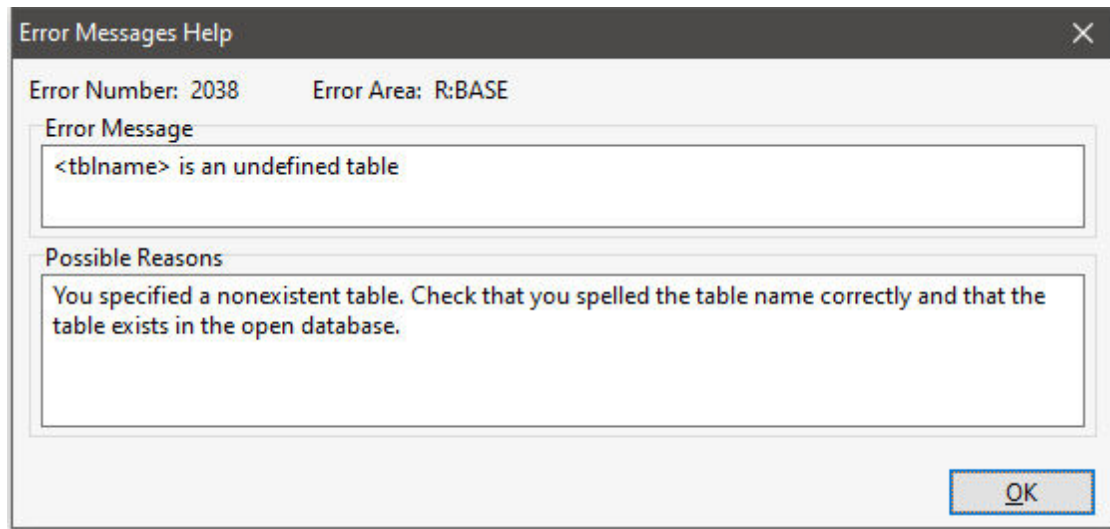 Error Messages Help
Error Number: 2038 Error Area: R:BASE
Error Message
<tblname> is an undefined table
Possible Reasons
You specified a nonexistent table. Check that you spelled the table name correctly and that the
table exists in the open database.
OK